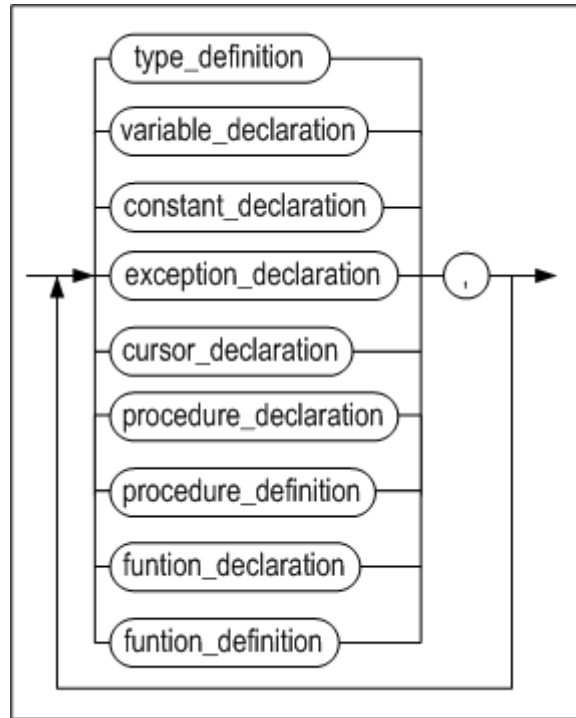 type_definition
variable_declaration
constant_declaration
exception_declaration
,
cursor_declaration
procedure_declaration
procedure_definition
funtion_declaration
funtion_definition